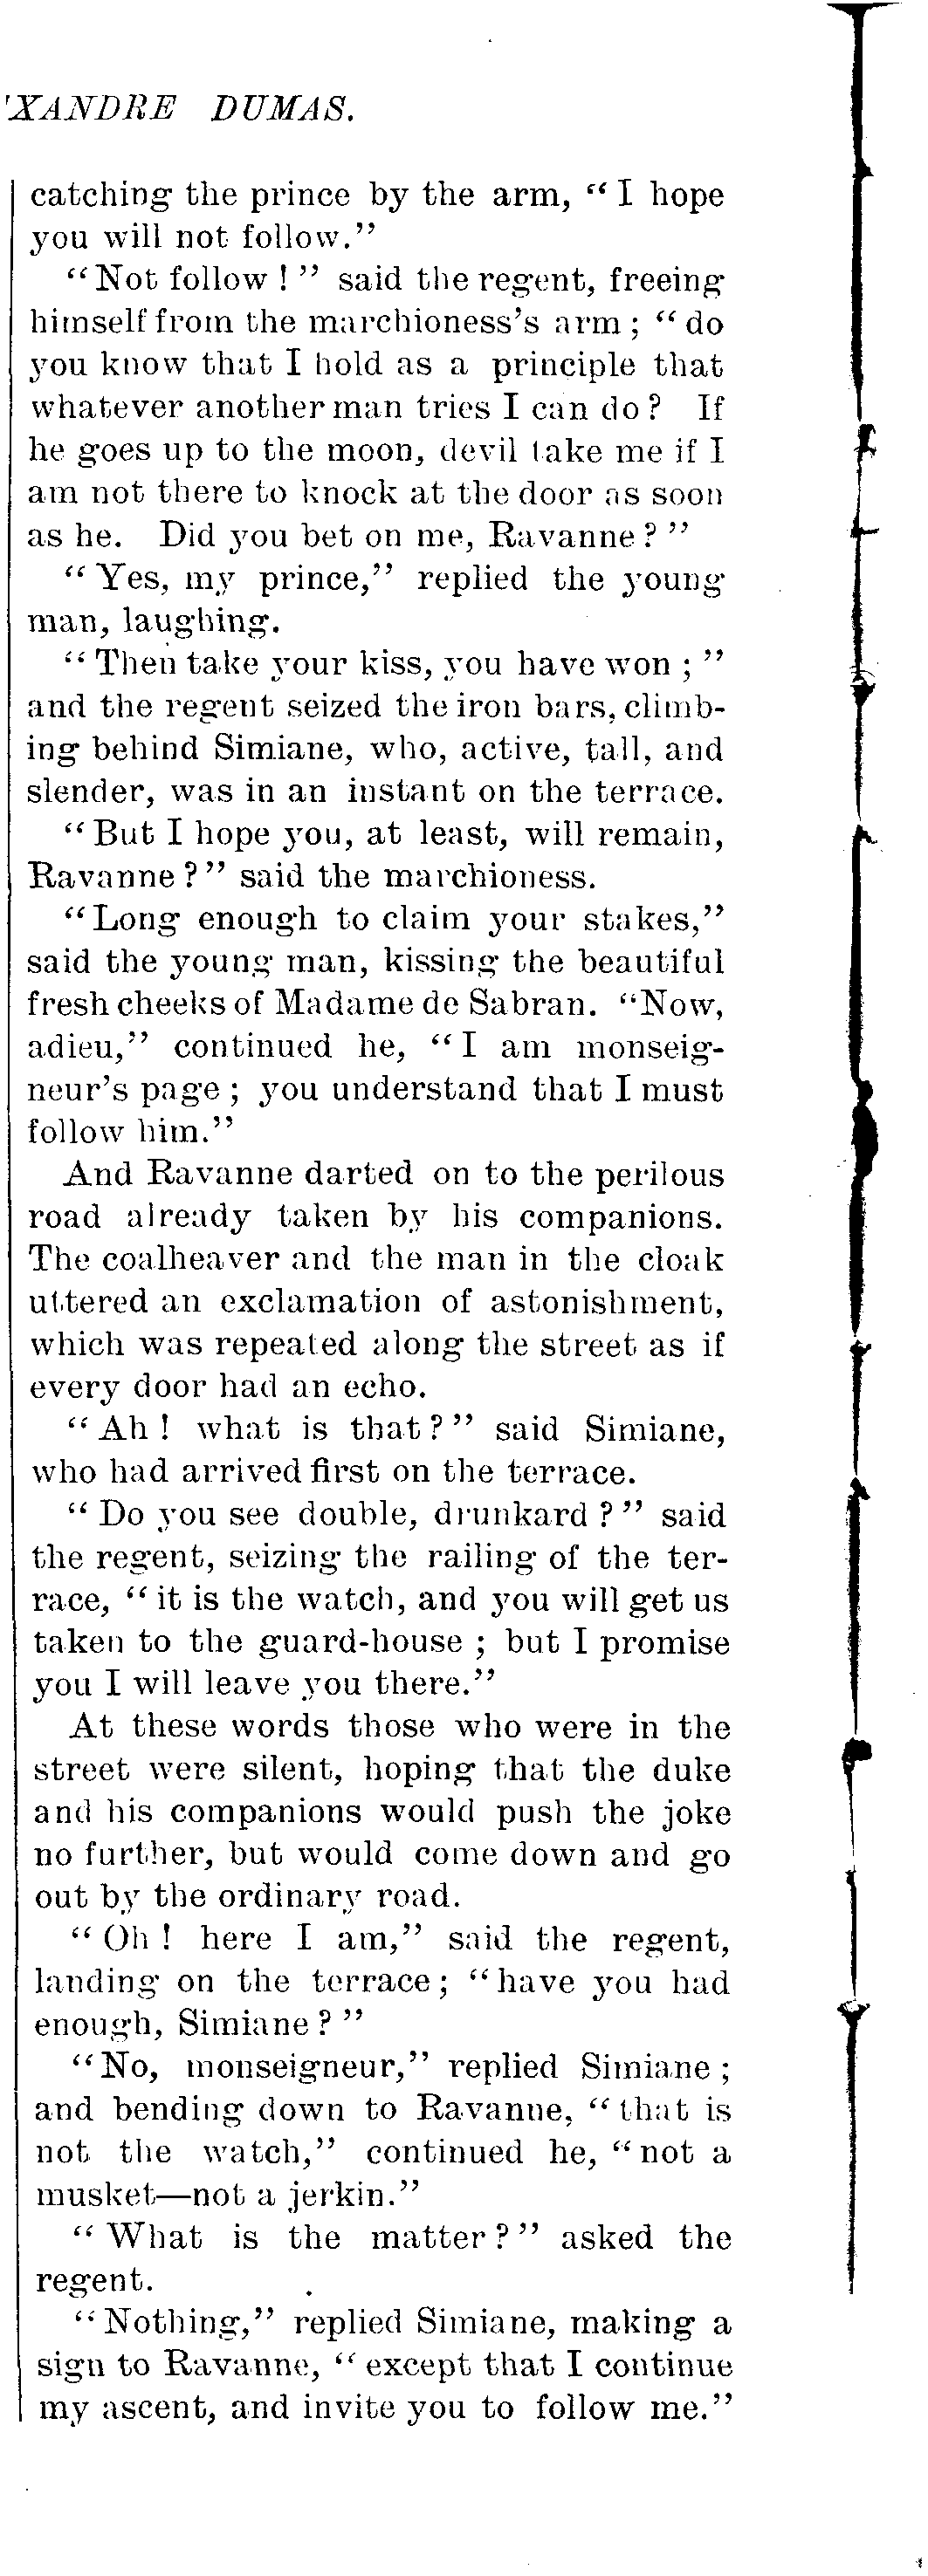 'XANDRE DUMAS.
catching the prince by the arm, "I hope
you will not follow."
"Not follow!" said the regent, freeing
himself from the marchioness's arm; "do
you know that I hold as a principle that
whatever another man tries I can do? If
he goes up to the moon, devil take me if I
am not there to knock at the door as soon
as he. Did you bet on me, Ravanne?"
"Yes, my prince," replied the young
man, laughing.
"Then take your kiss, you have won;"
and the regent seized the iron bars, climb-
ing behind Simiane, who, active, tall, and
slender, was in an instant on the terrace.
"But I hope you, at least, will remain,
Ravanne?" said the marchioness.
"Long enough to claim your stakes,"
said the young man, kissing the beautiful
fresh cheeks of Madame de Sabran. "Now,
adieu," continued he, "I am monseig-
neur's page; you understand that I must
follow him."
And Ravanne darted on to the perilous
road already taken by his companions.
The coalheaver and the man in the cloak
uttered an exclamation of astonishment,
which was repeated along the street as if
every door had an echo.
"Ah! what is that?" said Simiane,
who had arrived first on the terrace.
"Do you see double, drunkard?" said
the regent, seizing the railing of the ter-
race, "it is the watch, and you will get us
taken to the guard-house; but I promise
you I will leave you there."
At these words those who were in the
street were silent, hoping that the duke
and his companions would push the joke
no further, but would come down and go
out by the ordinary road.
"Oh! here I am," said the regent,
landing on the terrace; "have you had
enough, Simiane?"
"No, monseigneur," replied Simiane;
and bending down to Ravanne, "that is
not the watch," continued he, "not a
musket—not a jerkin."
"What is the matter?" asked the
regent.
"Nothing," replied Simiane, making a
sign to Ravanne, "except that I continue
my ascent, and invite you to follow me."